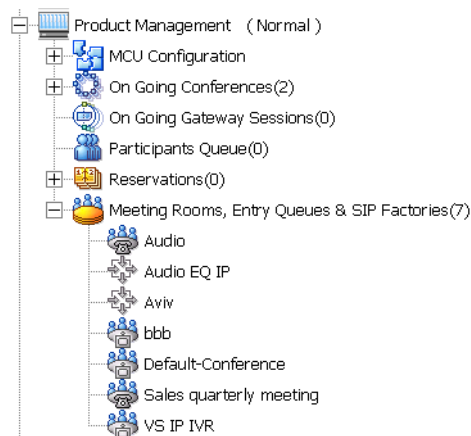 Product Management (Normal)
MCU Configuration
On Going Conferences(2)
On Going Gateway Sessions(0)
Participants Queue(0)
Reservations(0)
Meeting Rooms, Entry Queues & SIP Factories(7)
Audio
Audio EQ IP
Aviv
bbb
Default-Conference
Sales quarterly meeting
VS IP IVR